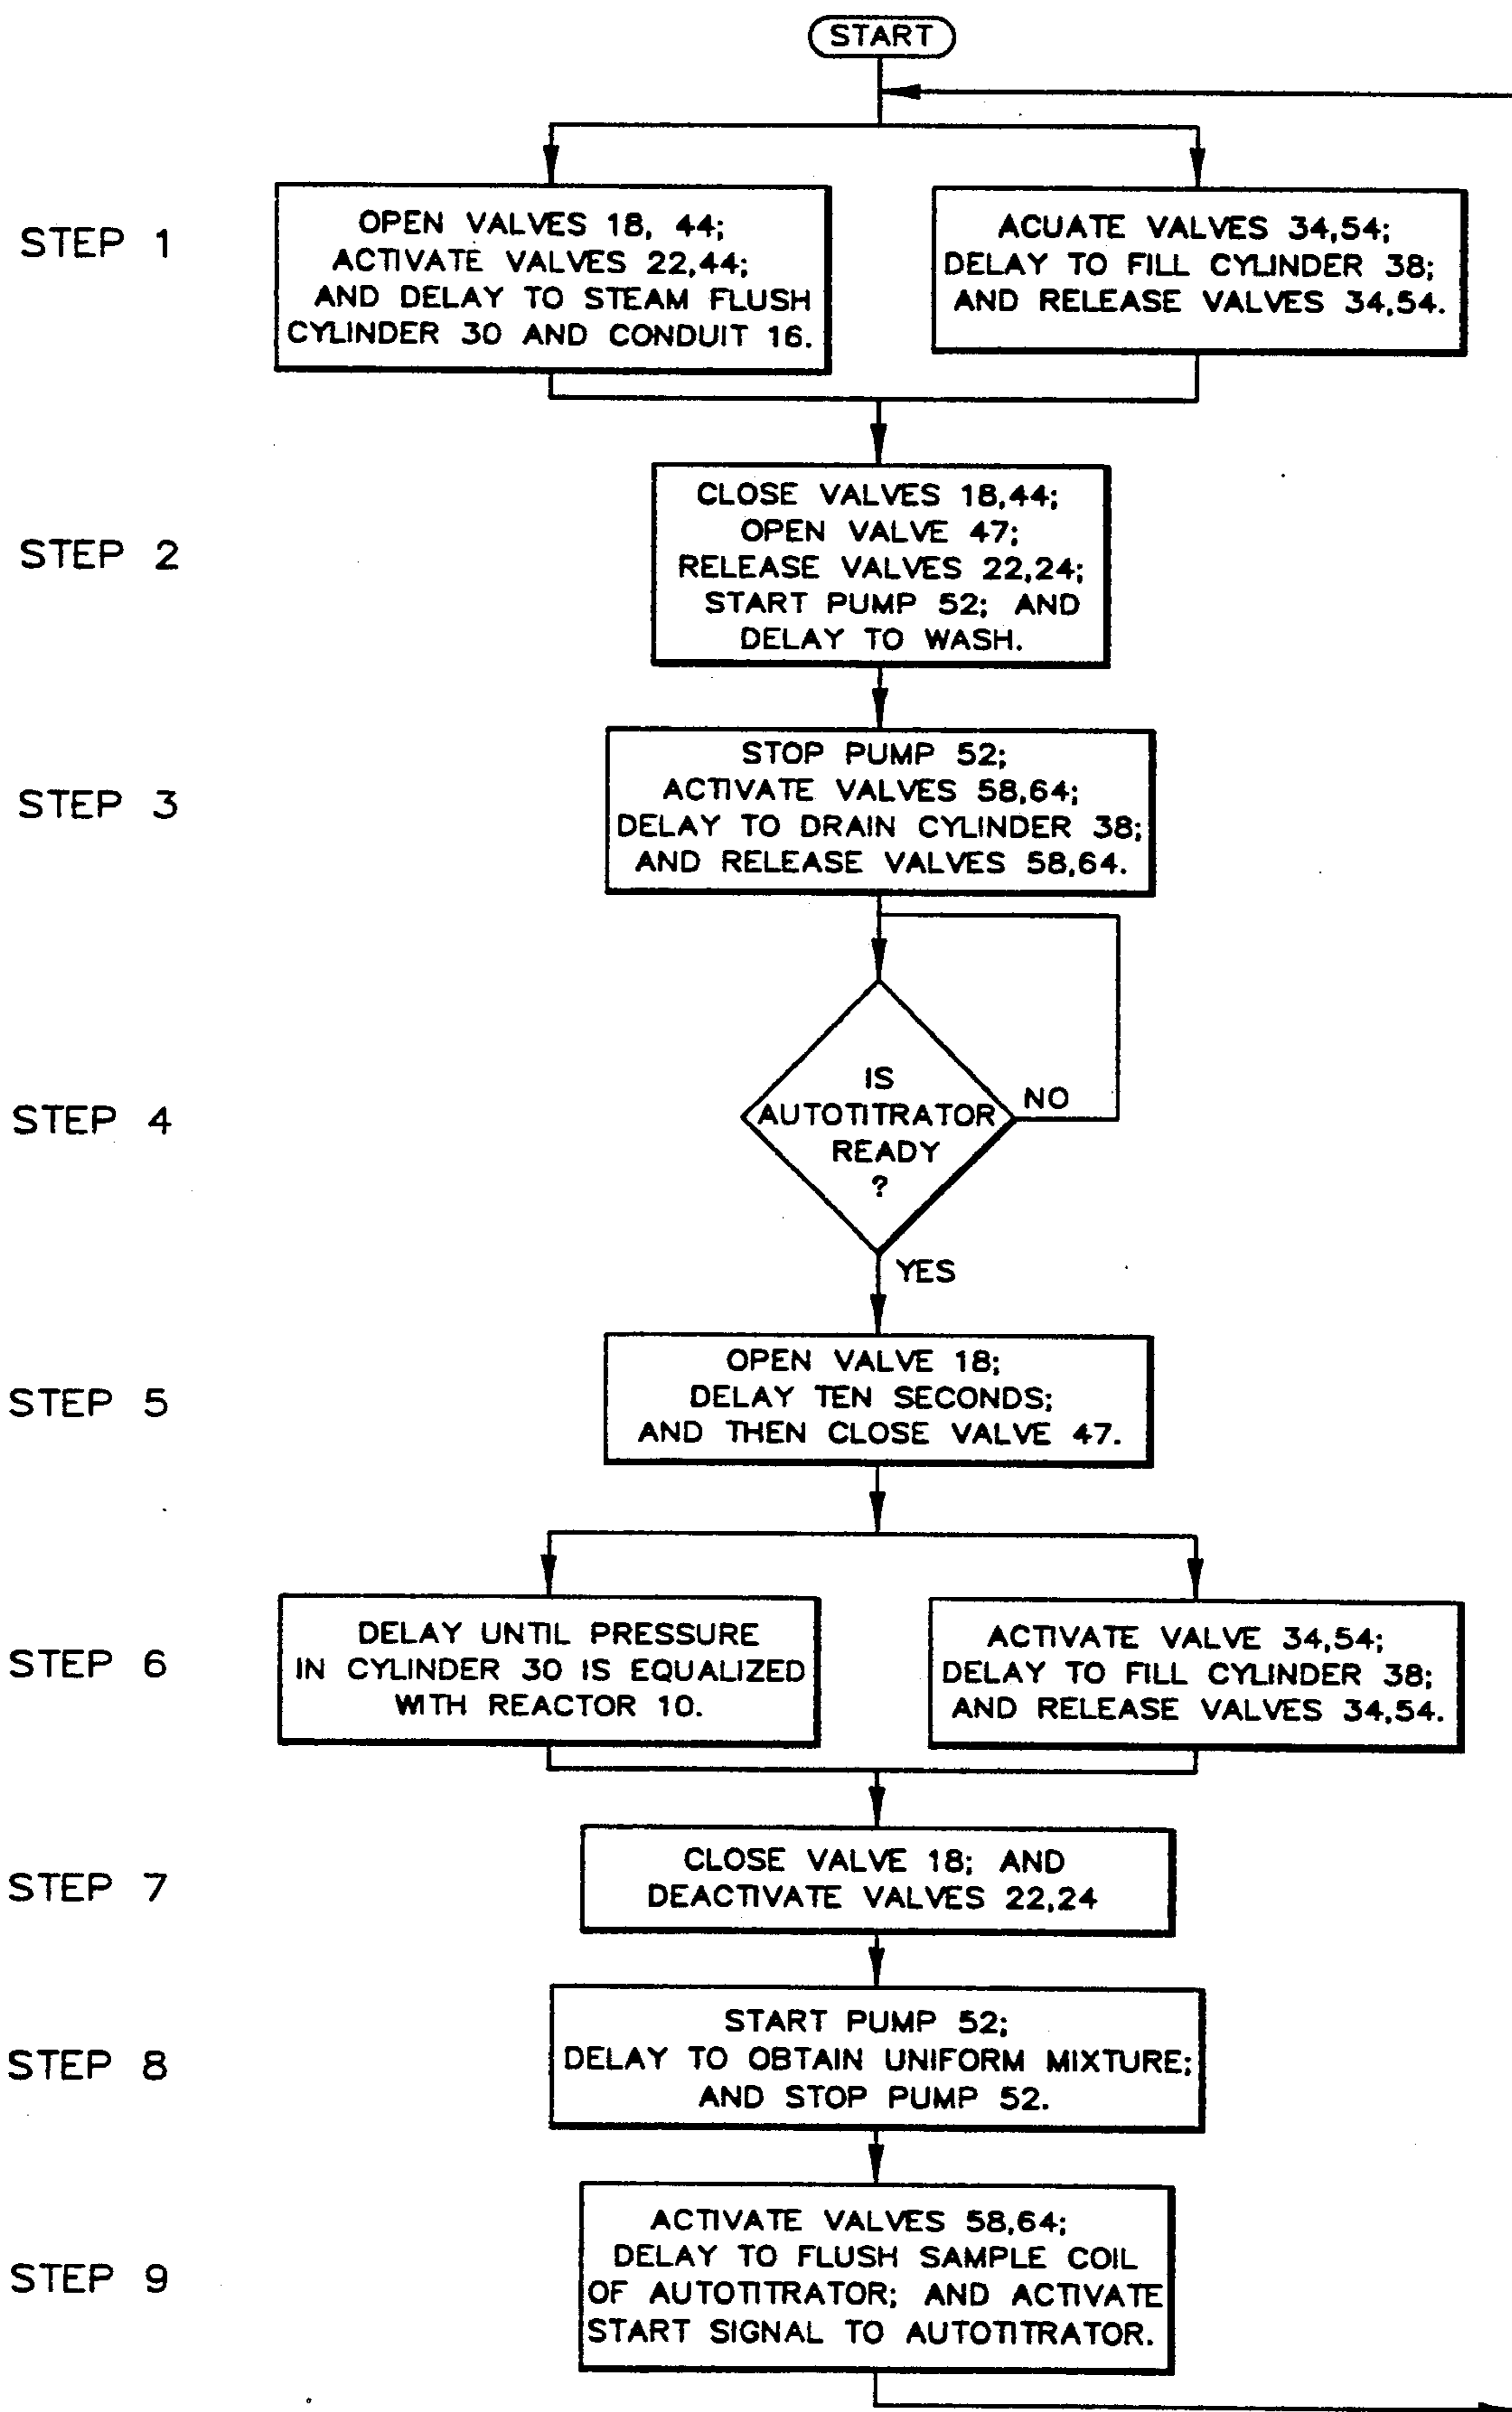 START
STEP 1
OPEN VALVES 18, 44;
ACTIVATE VALVES 22,44;
AND DELAY TO STEAM FLUSH
CYLINDER 30 AND CONDUIT 16.
ACUATE VALVES 34,54;
DELAY TO FILL CYLINDER 38;
AND RELEASE VALVES 34,54.
STEP 2
CLOSE VALVES 18,44;
OPEN VALVE 47;
RELEASE VALVES 22,24;
START PUMP 52; AND
DELAY TO WASH.
STEP 3
STOP PUMP 52;
ACTIVATE VALVES 58,64;
DELAY TO DRAIN CYLINDER 38;
AND RELEASE VALVES 58,64.
STEP 4
IS
AUTOTITRATOR
READY
?
NO
YES
STEP 5
OPEN VALVE 18;
DELAY TEN SECONDS;
AND THEN CLOSE VALVE 47.
STEP 6
DELAY UNTIL PRESSURE
IN CYLINDER 30 IS EQUALIZED
WITH REACTOR 10.
ACTIVATE VALVE 34,54;
DELAY TO FILL CYLINDER 38;
AND RELEASE VALVES 34,54.
STEP 7
CLOSE VALVE 18; AND
DEACTIVATE VALVES 22,24
STEP 8
START PUMP 52;
DELAY TO OBTAIN UNIFORM MIXTURE;
AND STOP PUMP 52.
STEP 9
ACTIVATE VALVES 58,64;
DELAY TO FLUSH SAMPLE COIL
OF AUTOTITRATOR; AND ACTIVATE
START SIGNAL TO AUTOTITRATOR.